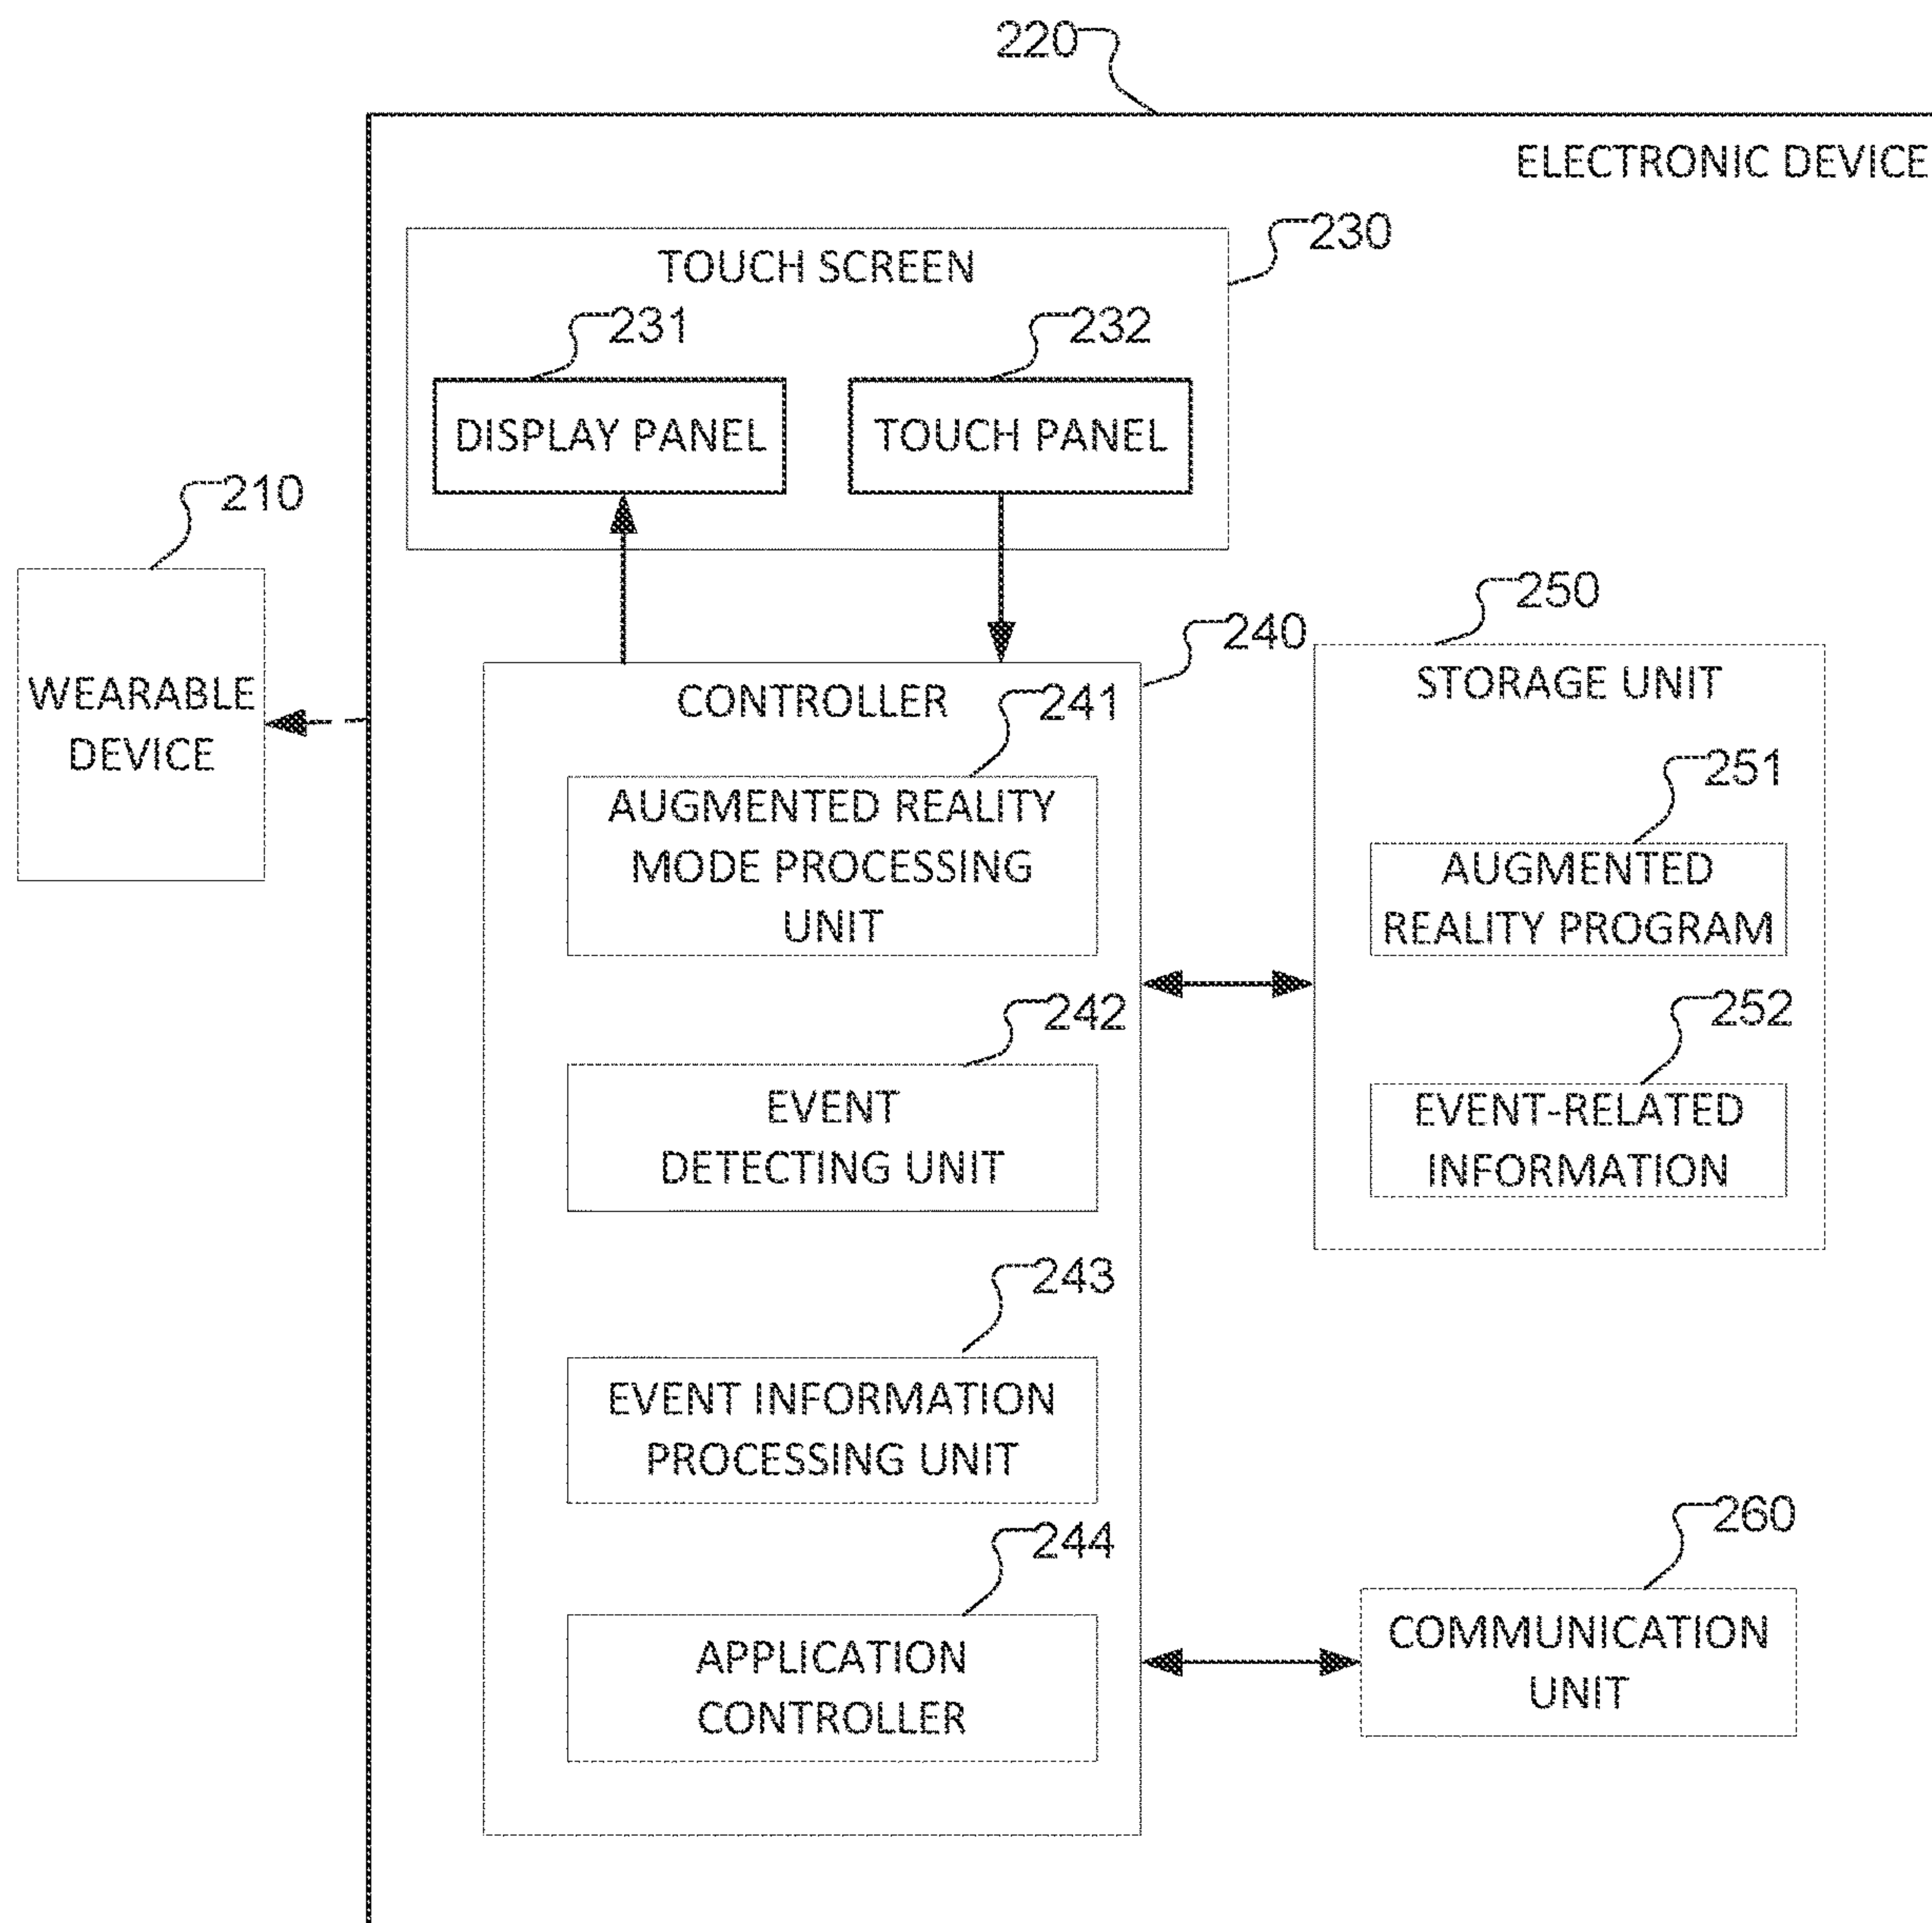 220
ELECTRONIC DEVICE
230
TOUCH SCREEN
231
232
DISPLAY PANEL
TOUCH PANEL
210
WEARABLE
DEVICE
240
CONTROLLER
241
AUGMENTED REALITY
MODE PROCESSING
UNIT
242
EVENT
DETECTING UNIT
243
EVENT INFORMATION
PROCESSING UNIT
244
APPLICATION
CONTROLLER
250
STORAGE UNIT
251
AUGMENTED
REALITY PROGRAM
252
EVENT-RELATED
INFORMATION
260
COMMUNICATION
UNIT